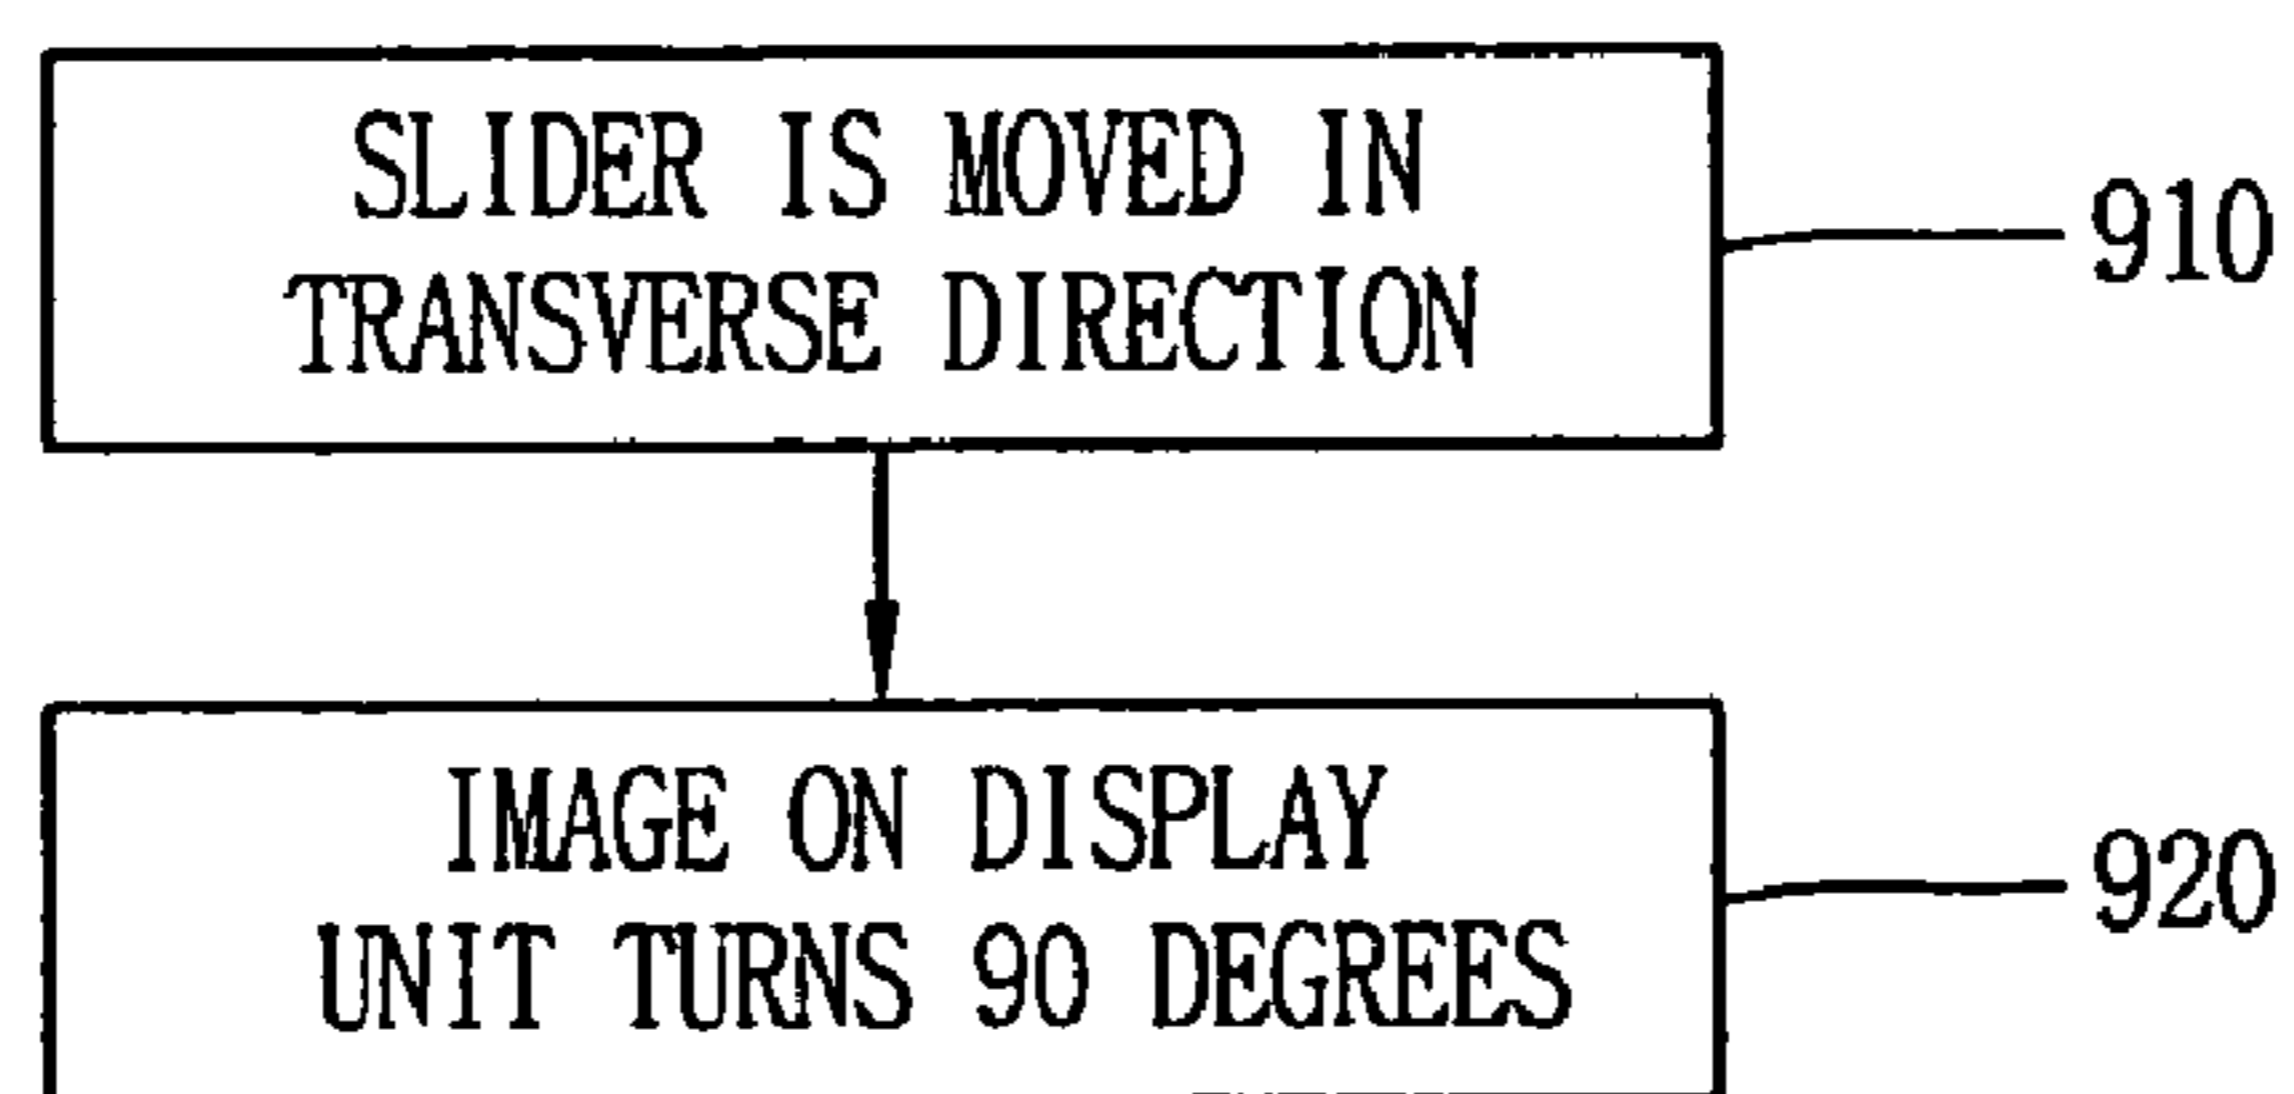 SLIDER IS MOVED IN
TRANSVERSE DIRECTION
910
IMAGE ON DISPLAY
UNIT TURNS 90 DEGREES
920